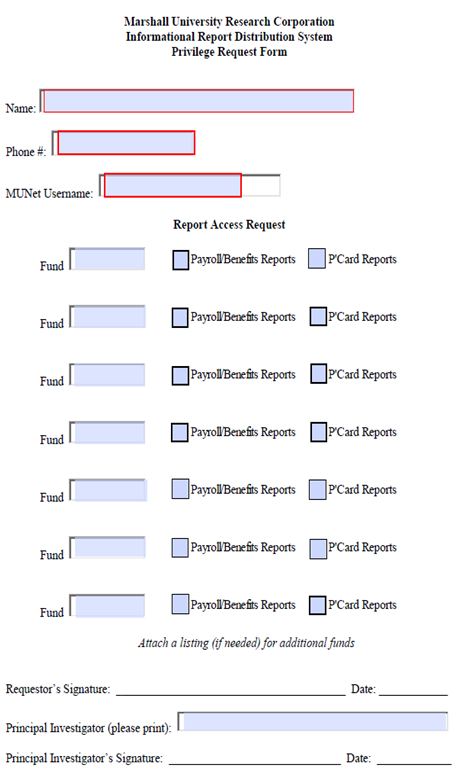 Marshall University Research Corporation
Informational Report Distribution System
Privilege Request Form
Name:
Phone #:
MUNet Username:
Report Access Request
Fund Payroll/Benefits Reports P'Card Reports
Fund Payroll/Benefits Reports P'Card Reports
Fund Payroll/Benefits Reports P'Card Reports
Fund Payroll/Benefits Reports P'Card Reports
Fund Payroll/Benefits Reports P'Card Reports
Fund Payroll/Benefits Reports P'Card Reports
Fund Payroll/Benefits Reports P'Card Reports
Attach a listing (if needed) for additional funds
Requestor's Signature: Date:
Principal Investigator (please print):
Principal Investigator's Signature: Date: